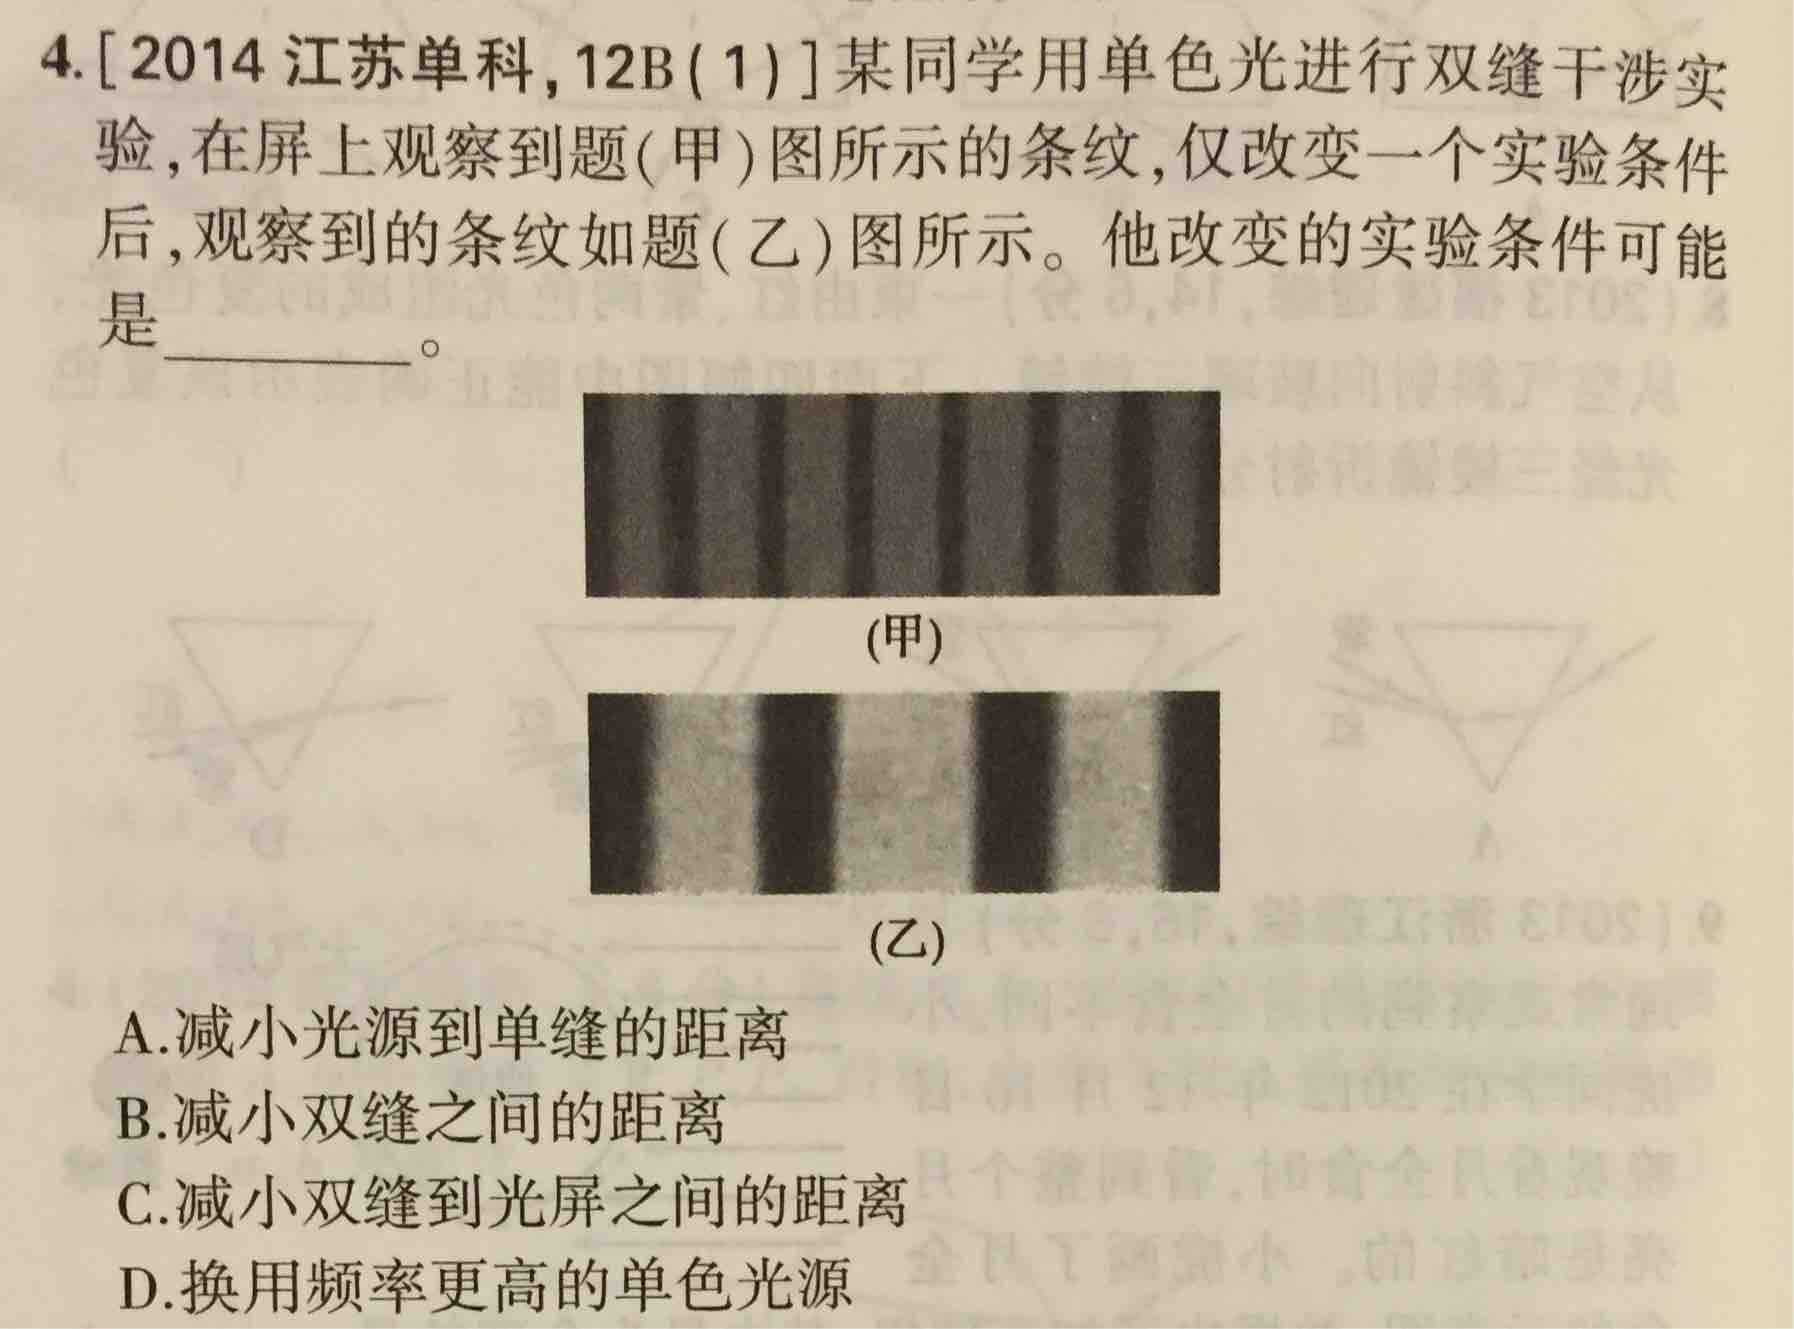 4.[2014江苏单科,12B(1)]某同学用单色光进行双缝干涉实
验,在屏上观察到题(甲)图所示的条纹,仅改变一个实验条件
后,观察到的条纹如题(乙)图所示。他改变的实验条件可能
是________。
(甲)
(乙)
A.减小光源到单缝的距离
B.减小双缝之间的距离
C.减小双缝到光屏之间的距离
D.换用频率更高的单色光源